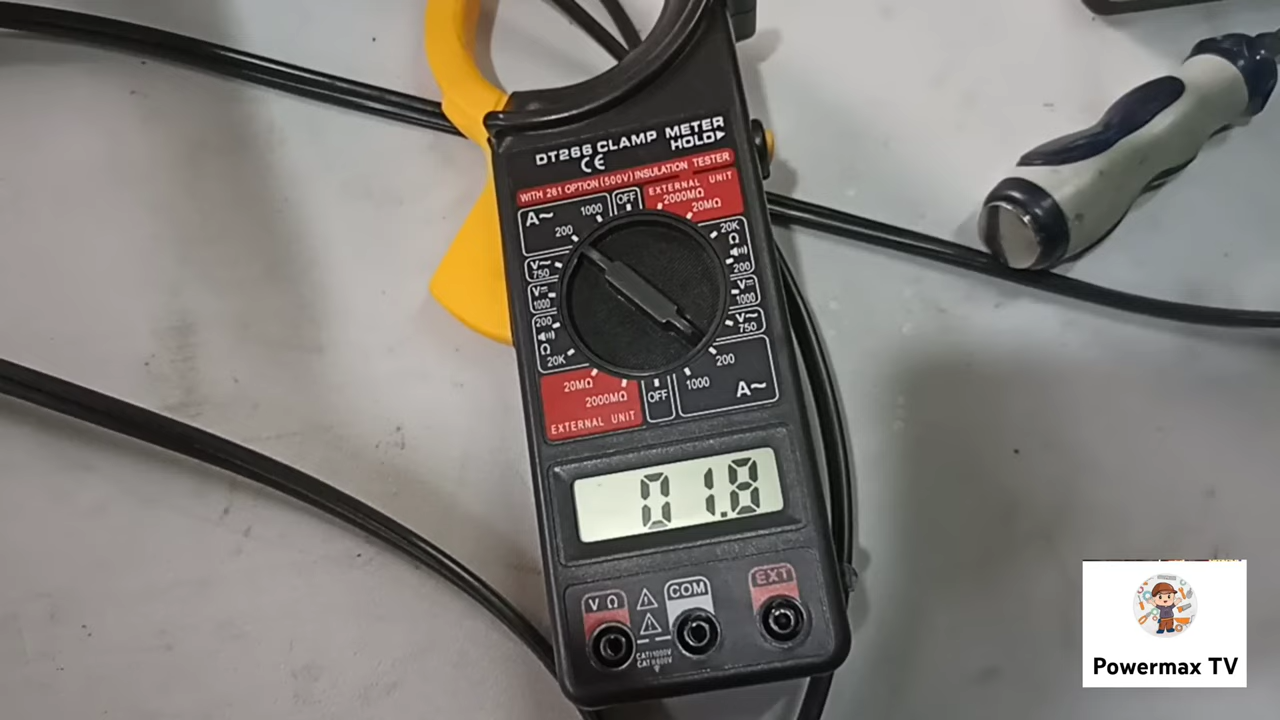 DT266 CLAMP METER
HOLD▶
CE
WITH 261 OPTION (500V) INSULATION TESTER
A~ 1000
200
OFF
EXTERNAL UNIT
2000MΩ
20MΩ
20K
Ω
200
V⎓
1000
V~
750
V~
750
V⎓
1000
200
Ω
20K
20MΩ
2000MΩ
EXTERNAL UNIT
OFF
200
1000
A~
01.8
VΩ
COM
EXT
CAT I 1000V
CAT II 600V
Powermax TV